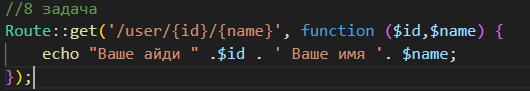 //8 задача
Route::get('/user/{id}/{name}', function ($id,$name) {
    echo "Ваше айди " .$id . ' Ваше имя '. $name;
});